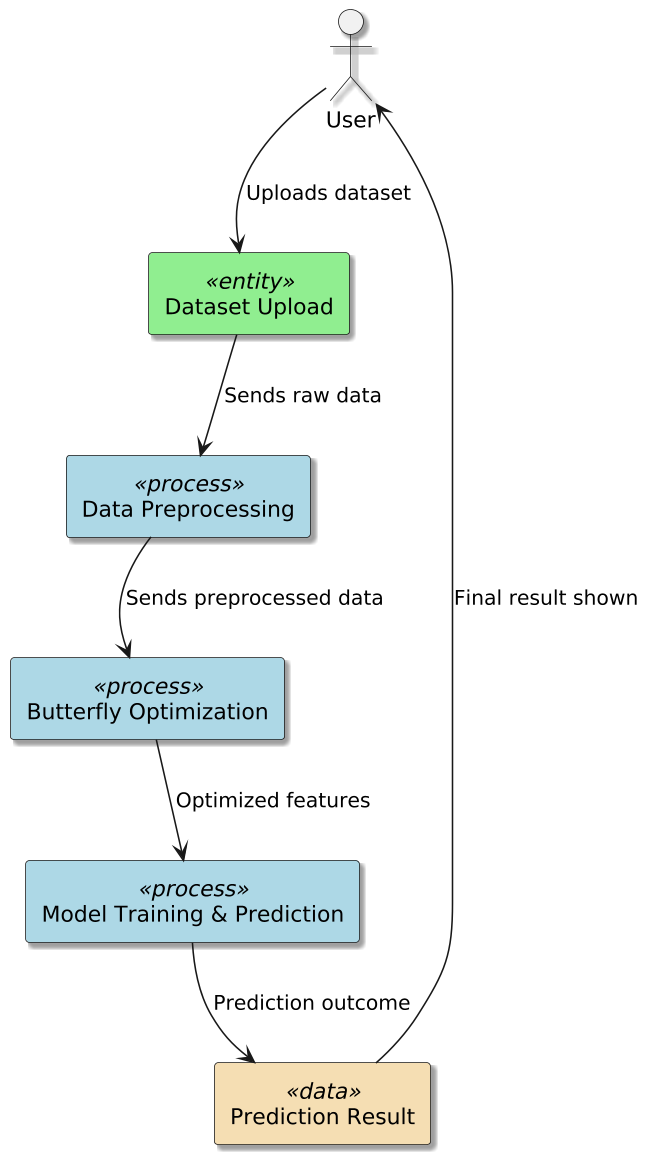 User
Uploads dataset
«entity»
Dataset Upload
Sends raw data
«process»
Data Preprocessing
Sends preprocessed data
Final result shown
«process»
Butterfly Optimization
Optimized features
«process»
Model Training & Prediction
Prediction outcome
«data»
Prediction Result